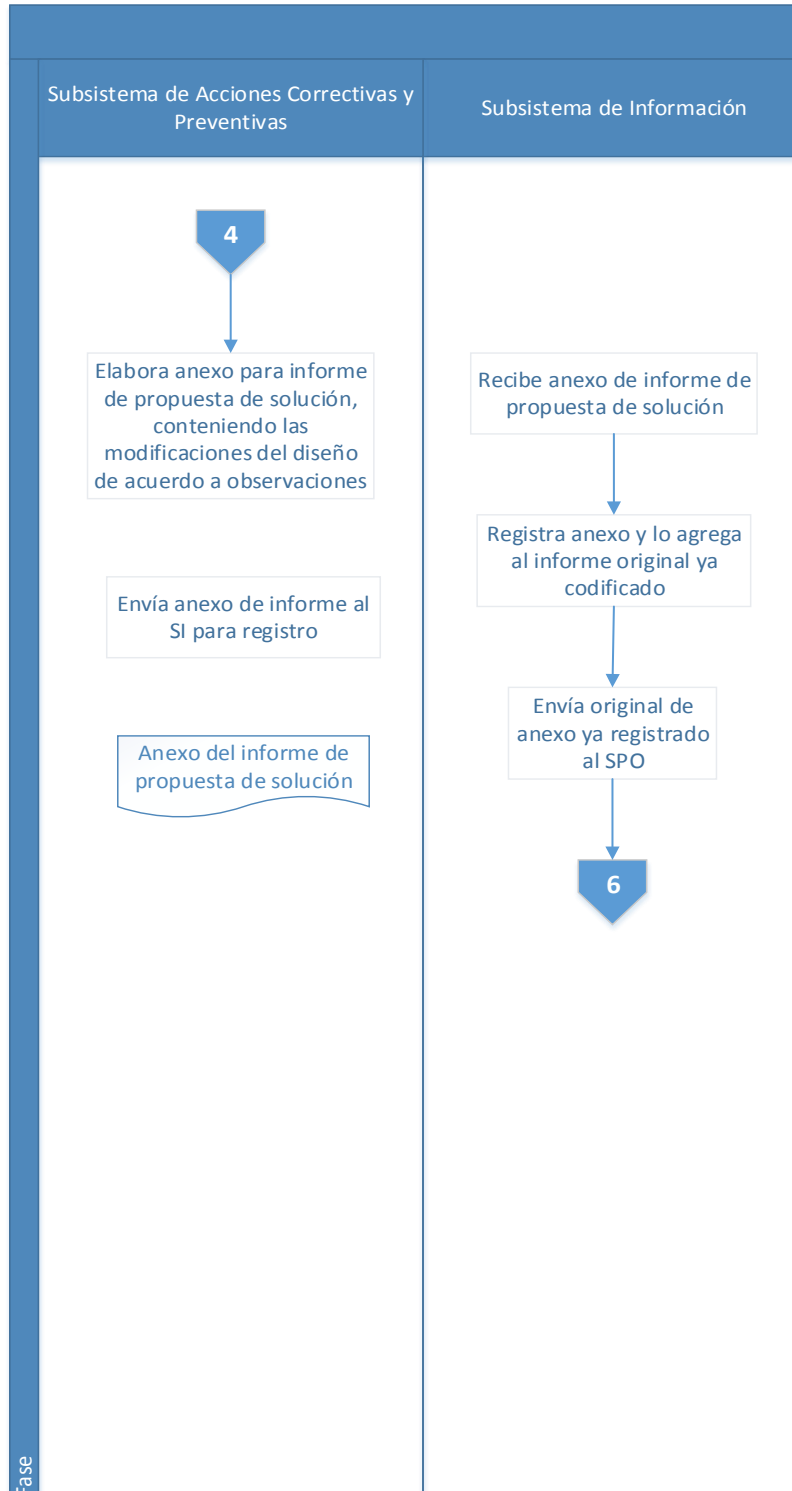 Subsistema de Acciones Correctivas y
Preventivas
Subsistema de Información
4
Elabora anexo para informe
de propuesta de solución,
conteniendo las
modificaciones del diseño
de acuerdo a observaciones
Envía anexo de informe al
SI para registro
Anexo del informe de
propuesta de solución
Recibe anexo de informe de
propuesta de solución
Registra anexo y lo agrega
al informe original ya
codificado
Envía original de
anexo ya registrado
al SPO
6
Fase